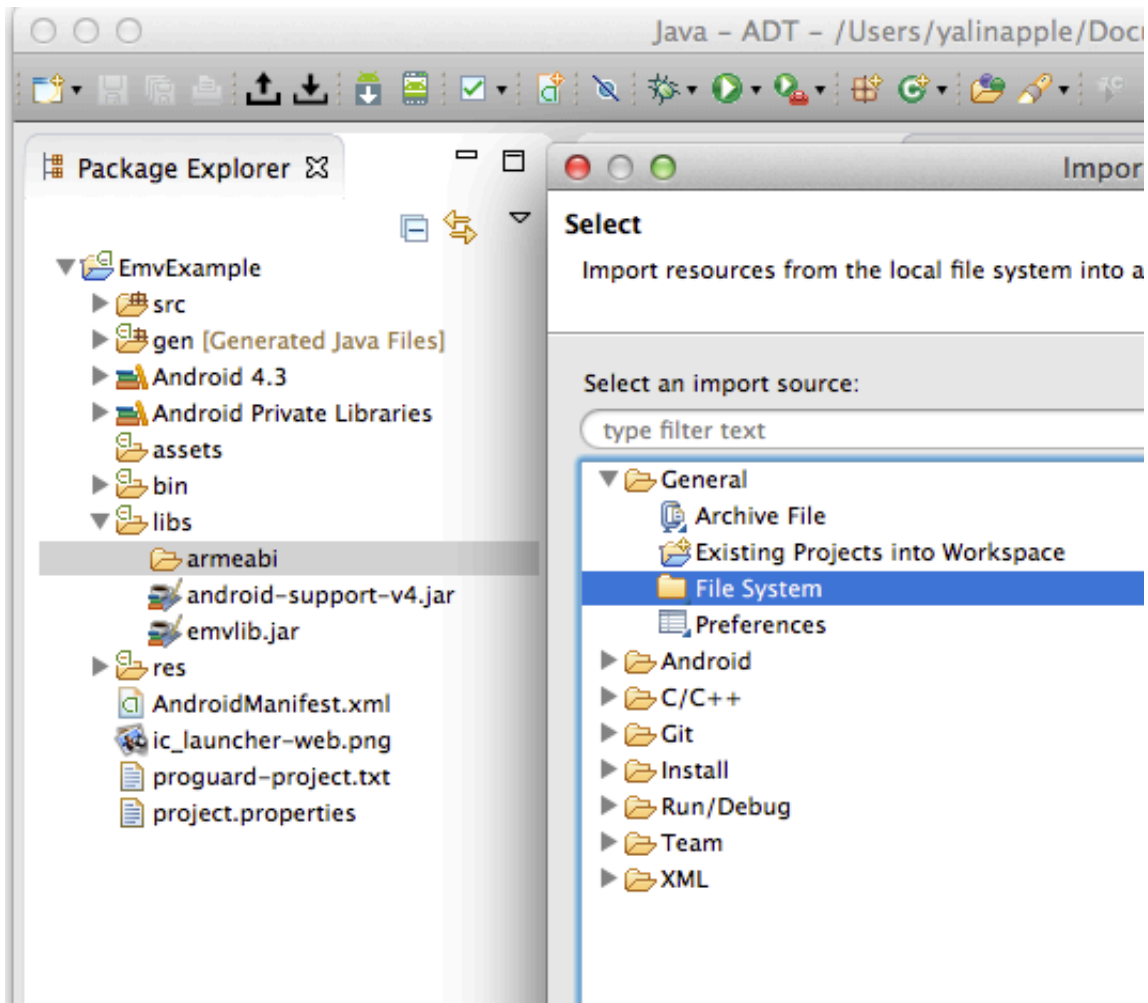 Java – ADT – /Users/yalinapple/Docu
Package Explorer
EmvExample
src
gen [Generated Java Files]
Android 4.3
Android Private Libraries
assets
bin
libs
armeabi
android-support-v4.jar
emvlib.jar
res
AndroidManifest.xml
ic_launcher-web.png
proguard-project.txt
project.properties
Impor
Select
Import resources from the local file system into a
Select an import source:
type filter text
General
Archive File
Existing Projects into Workspace
File System
Preferences
Android
C/C++
Git
Install
Run/Debug
Team
XML